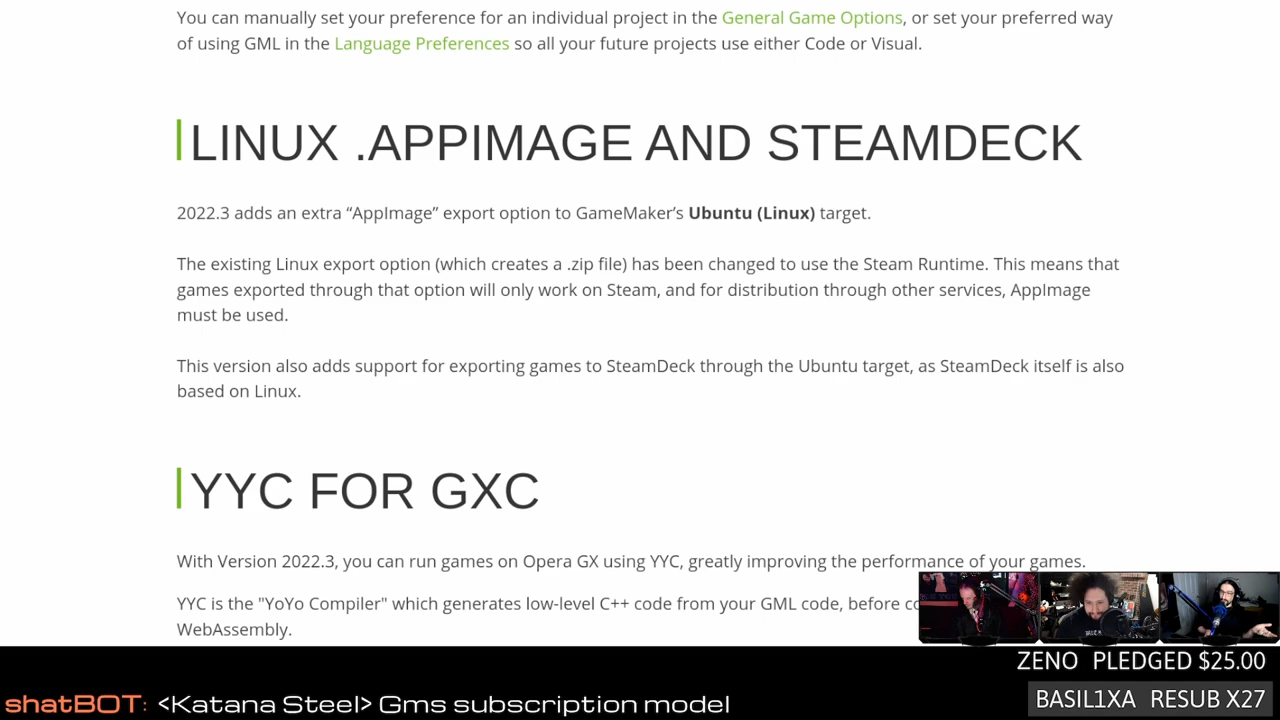 You can manually set your preference for an individual project in the General Game Options, or set your preferred way
of using GML in the Language Preferences so all your future projects use either Code or Visual.
LINUX .APPIMAGE AND STEAMDECK
2022.3 adds an extra “AppImage” export option to GameMaker’s Ubuntu (Linux) target.
The existing Linux export option (which creates a .zip file) has been changed to use the Steam Runtime. This means that
games exported through that option will only work on Steam, and for distribution through other services, AppImage
must be used.
This version also adds support for exporting games to SteamDeck through the Ubuntu target, as SteamDeck itself is also
based on Linux.
YYC FOR GXC
With Version 2022.3, you can run games on Opera GX using YYC, greatly improving the performance of your games.
YYC is the "YoYo Compiler" which generates low-level C++ code from your GML code, before
WebAssembly.
ZENO PLEDGED $25.00
shatBOT: <Katana Steel> Gms subscription model
BASIL1XA RESUB X27